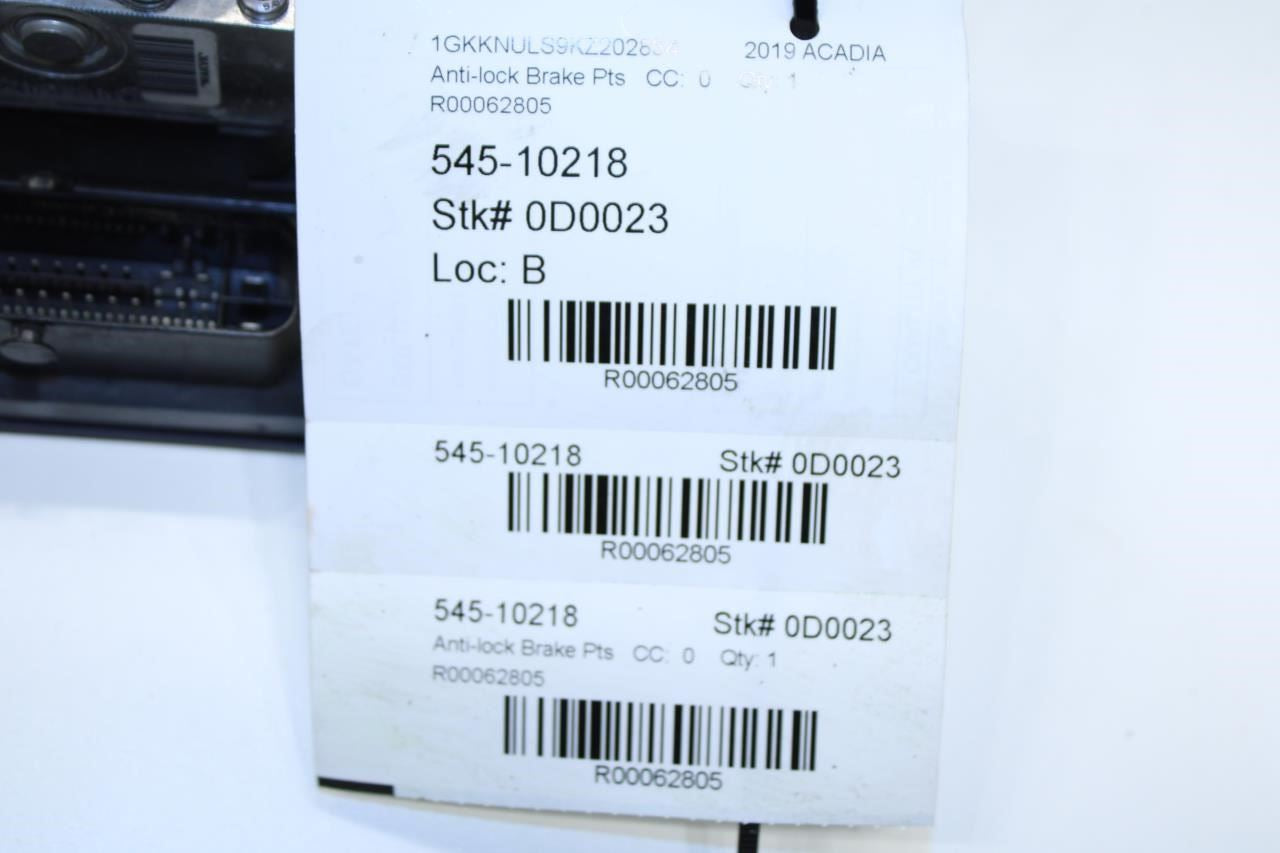 2019 ACADIA
Anti-lock Brake Pts CC: 0 Qty: 1
R00062805
545-10218
Stk# 0D0023
Loc: B
R00062805
545-10218 Stk# 0D0023
R00062805
545-10218 Stk# 0D0023
Anti-lock Brake Pts CC: 0 Qty: 1
R00062805
R00062805